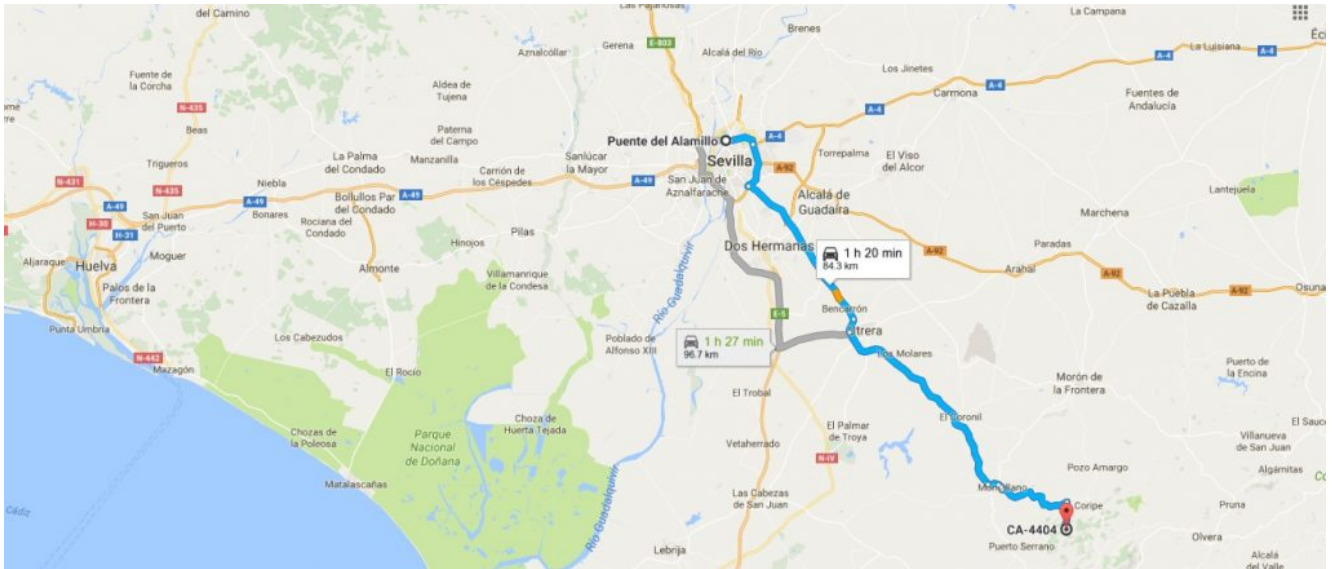 Las Pajanosas
del Camino
La Campana
Brenes
Gerena
E-803
Aznalcóllar
Alcalá del Río
La Luisiana
A-4
Écij
Fuente de
la Corcha
Los Jinetes
A-4
Carmona
A-4
Fuentes de
Andalucía
Aldea de
Tujena
N-435
Beas
Paterna
del Campo
A-4
Puente del Alamillo
La Palma
del Condado
Manzanilla
Sanlúcar
la Mayor
Sevilla
Torrepalma
El Viso
del Alcor
Trigueros
Carrión de
los Céspedes
A-49
San Juan de
Aznalfarache
A-92
N-431
N-435
Niebla
A-49
A-49
Bollullos Par
del Condado
Alcalá de
Guadaíra
Lantejuela
A-49
San Juan
del Puerto
Bonares
Rociana del
Condado
Marchena
H-30
H-31
Pilas
Hinojos
Dos Hermanas
1 h 20 min
84.3 km
A-92
Paradas
Arahal
Aljaraque
Huelva
Moguer
Almonte
Villamanrique
de la Condesa
Río Guadalquivir
A-92
La Puebla
de Cazalla
A-92
Osuna
Palos de la
Frontera
Bencarrón
E-5
Punta Umbría
Los Cabezudos
Poblado de
Alfonso XIII
1 h 27 min
96.7 km
trera
Los Molares
N-442
Mazagón
El Rocío
Puerto de
la Encina
Morón de
la Frontera
El Trobal
Choza de
Huerta Tejada
El Coronil
El Sauce
Chozas de
la Poleosa
Parque
Nacional
de Doñana
El Palmar
de Troya
Vetaherrado
N-IV
Villanueva
de San Juan
Matalascañas
Río Guadalquivir
Pozo Amargo
Algámitas
Montellano
Las Cabezas
de San Juan
Coripe
Pruna
Cádiz
CA-4404
Puerto Serrano
Olvera
Lebrija
Alcalá
del Valle